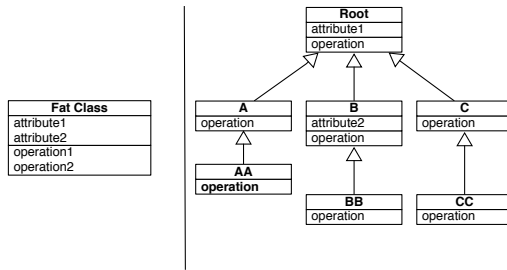 Fat Class
attribute1
attribute2
operation1
operation2
Root
attribute1
operation
A
operation
B
attribute2
operation
C
operation
AA
operation
BB
operation
CC
operation